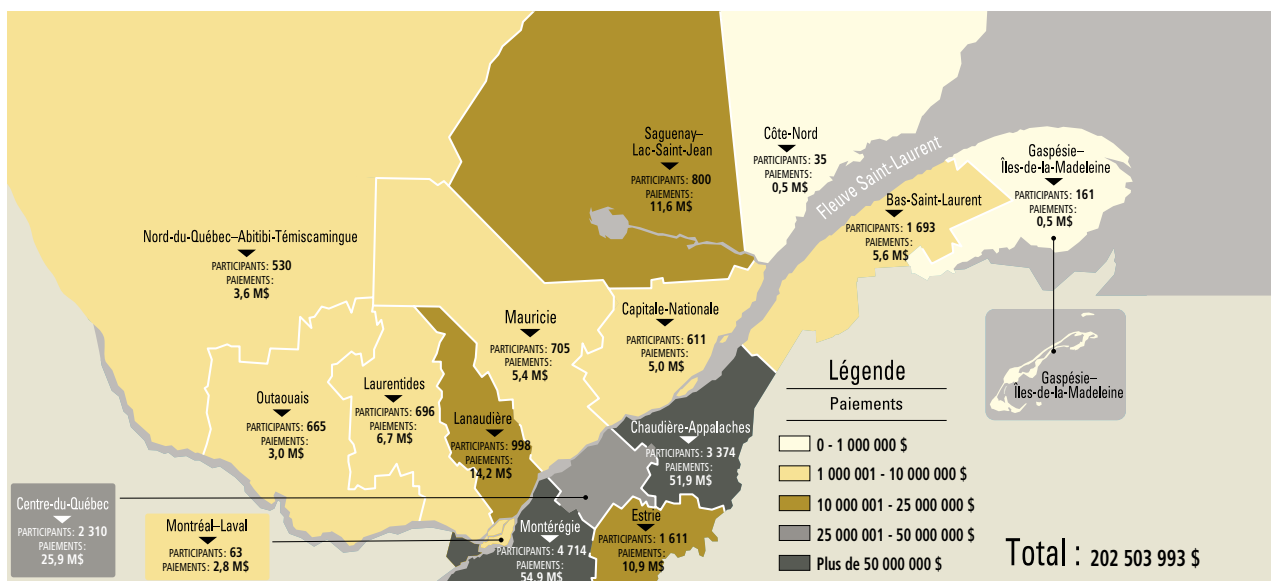 Saguenay–
Lac-Saint-Jean
PARTICIPANTS: 800
PAIEMENTS:
11,6 M$
Côte-Nord
PARTICIPANTS: 35
PAIEMENTS:
0,5 M$
Fleuve Saint-Laurent
Gaspésie–
Îles-de-la-Madeleine
PARTICIPANTS: 161
PAIEMENTS:
0,5 M$
Bas-Saint-Laurent
PARTICIPANTS: 1 693
PAIEMENTS:
5,6 M$
Nord-du-Québec–Abitibi-Témiscamingue
PARTICIPANTS: 530
PAIEMENTS:
3,6 M$
Mauricie
PARTICIPANTS: 705
PAIEMENTS:
5,4 M$
Capitale-Nationale
PARTICIPANTS: 611
PAIEMENTS:
5,0 M$
Gaspésie–
Îles-de-la-Madeleine
Outaouais
PARTICIPANTS: 665
PAIEMENTS:
3,0 M$
Laurentides
PARTICIPANTS: 696
PAIEMENTS:
6,7 M$
Lanaudière
PARTICIPANTS: 998
PAIEMENTS:
14,2 M$
Chaudière-Appalaches
PARTICIPANTS: 3 374
PAIEMENTS:
51,9 M$
Centre-du-Québec
PARTICIPANTS: 2 310
PAIEMENTS:
25,9 M$
Montréal–Laval
PARTICIPANTS: 63
PAIEMENTS: 2,8 M$
Montérégie
PARTICIPANTS: 4 714
PAIEMENTS:
54,9 M$
Estrie
PARTICIPANTS: 1 611
PAIEMENTS:
10,9 M$
Légende
Paiements
0 - 1 000 000 $
1 000 001 - 10 000 000 $
10 000 001 - 25 000 000 $
25 000 001 - 50 000 000 $
Plus de 50 000 000 $
Total : 202 503 993 $